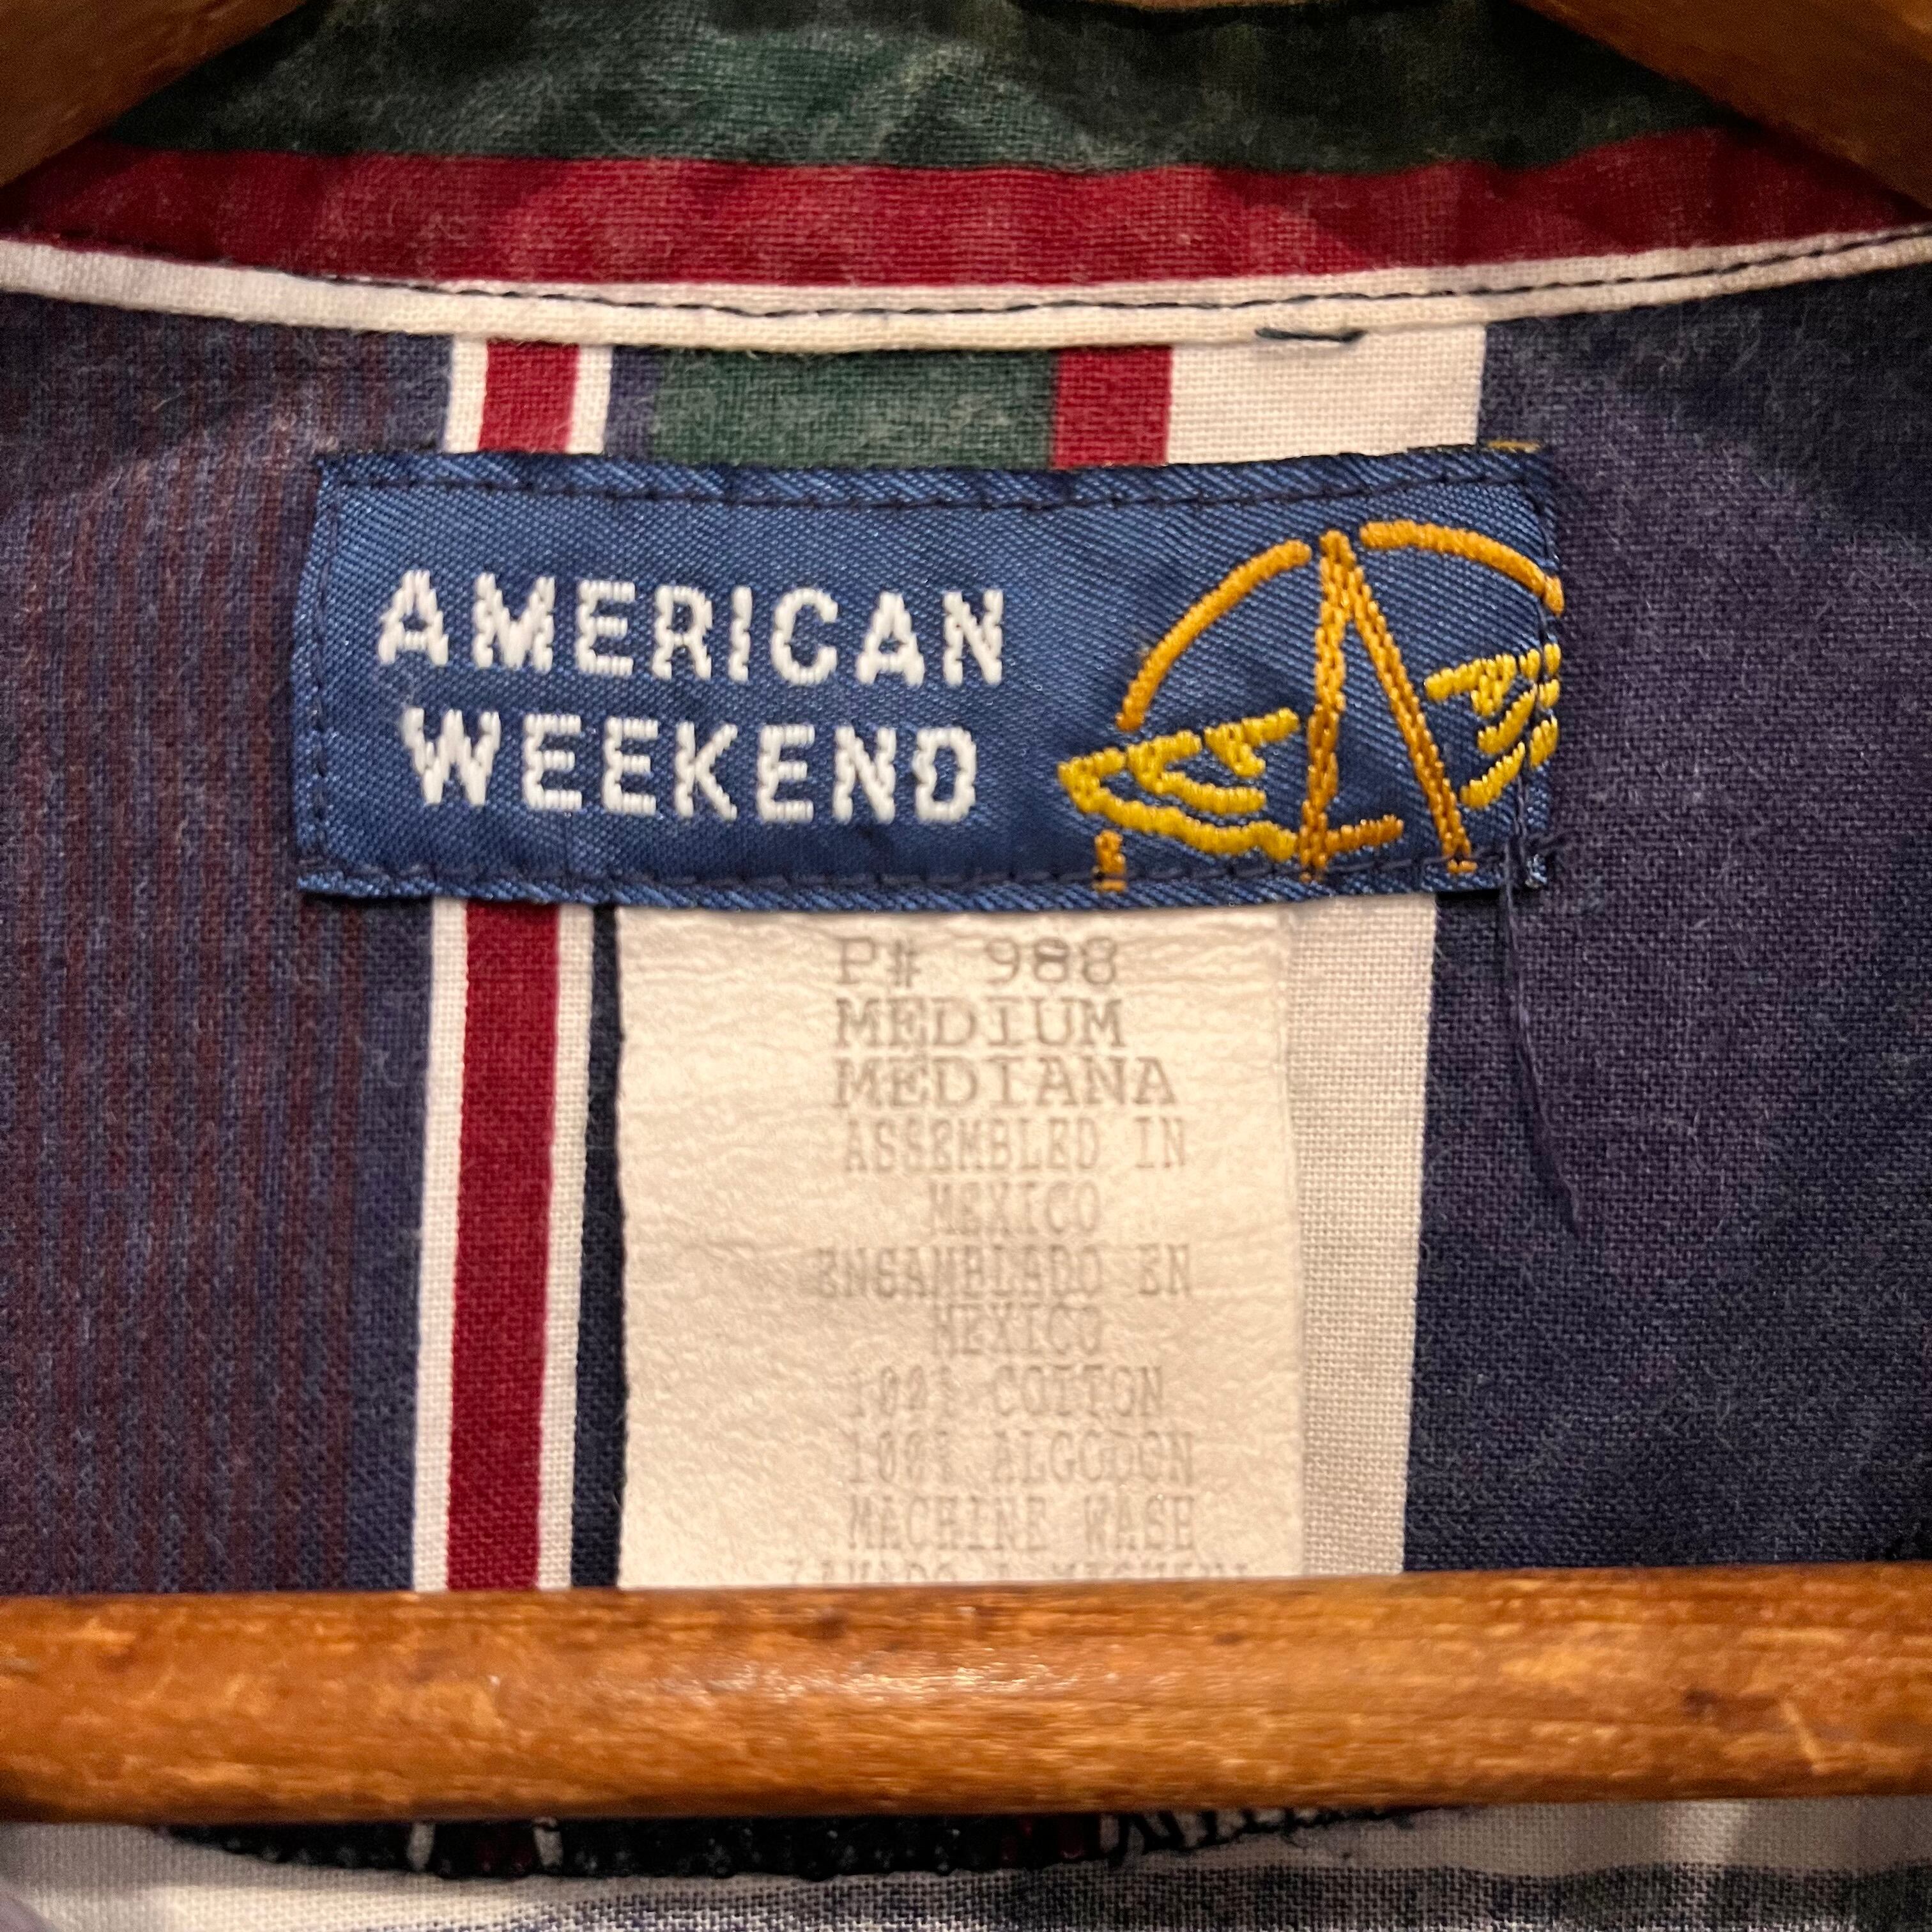 AMERICAN
WEEKEND
P# 988
MEDIUM
MEDIANA
ASSEMBLED IN
MEXICO
ENSAMBLADO EN
MEXICO
100% COTTON
100% ALGODON
MACHINE WASH